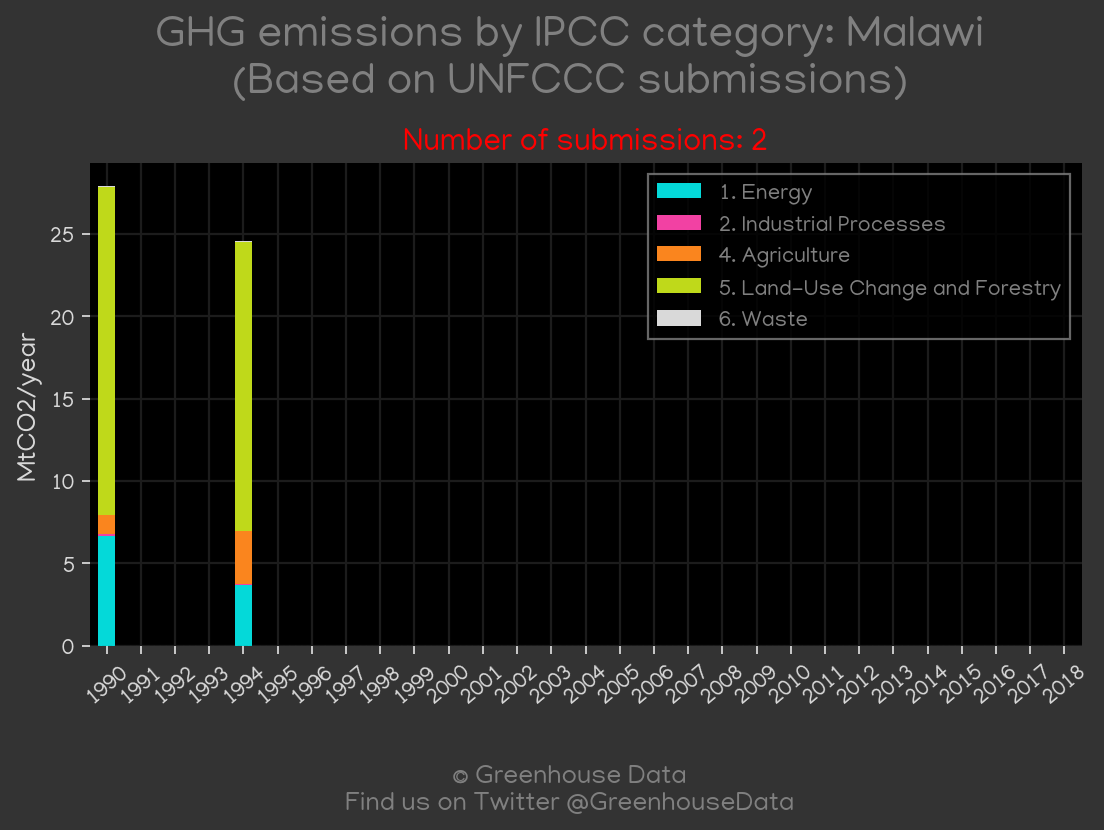 GHG emissions by IPCC category: Malawi
(Based on UNFCCC submissions)
Number of submissions: 2
1. Energy
2. Industrial Processes
4. Agriculture
5. Land-Use Change and Forestry
6. Waste
MtCO2/year
25
20
15
10
5
0
1990 1991 1992 1993 1994 1995 1996 1997 1998 1999 2000 2001 2002 2003 2004 2005 2006 2007 2008 2009 2010 2011 2012 2013 2014 2015 2016 2017 2018
© Greenhouse Data
Find us on Twitter @GreenhouseData